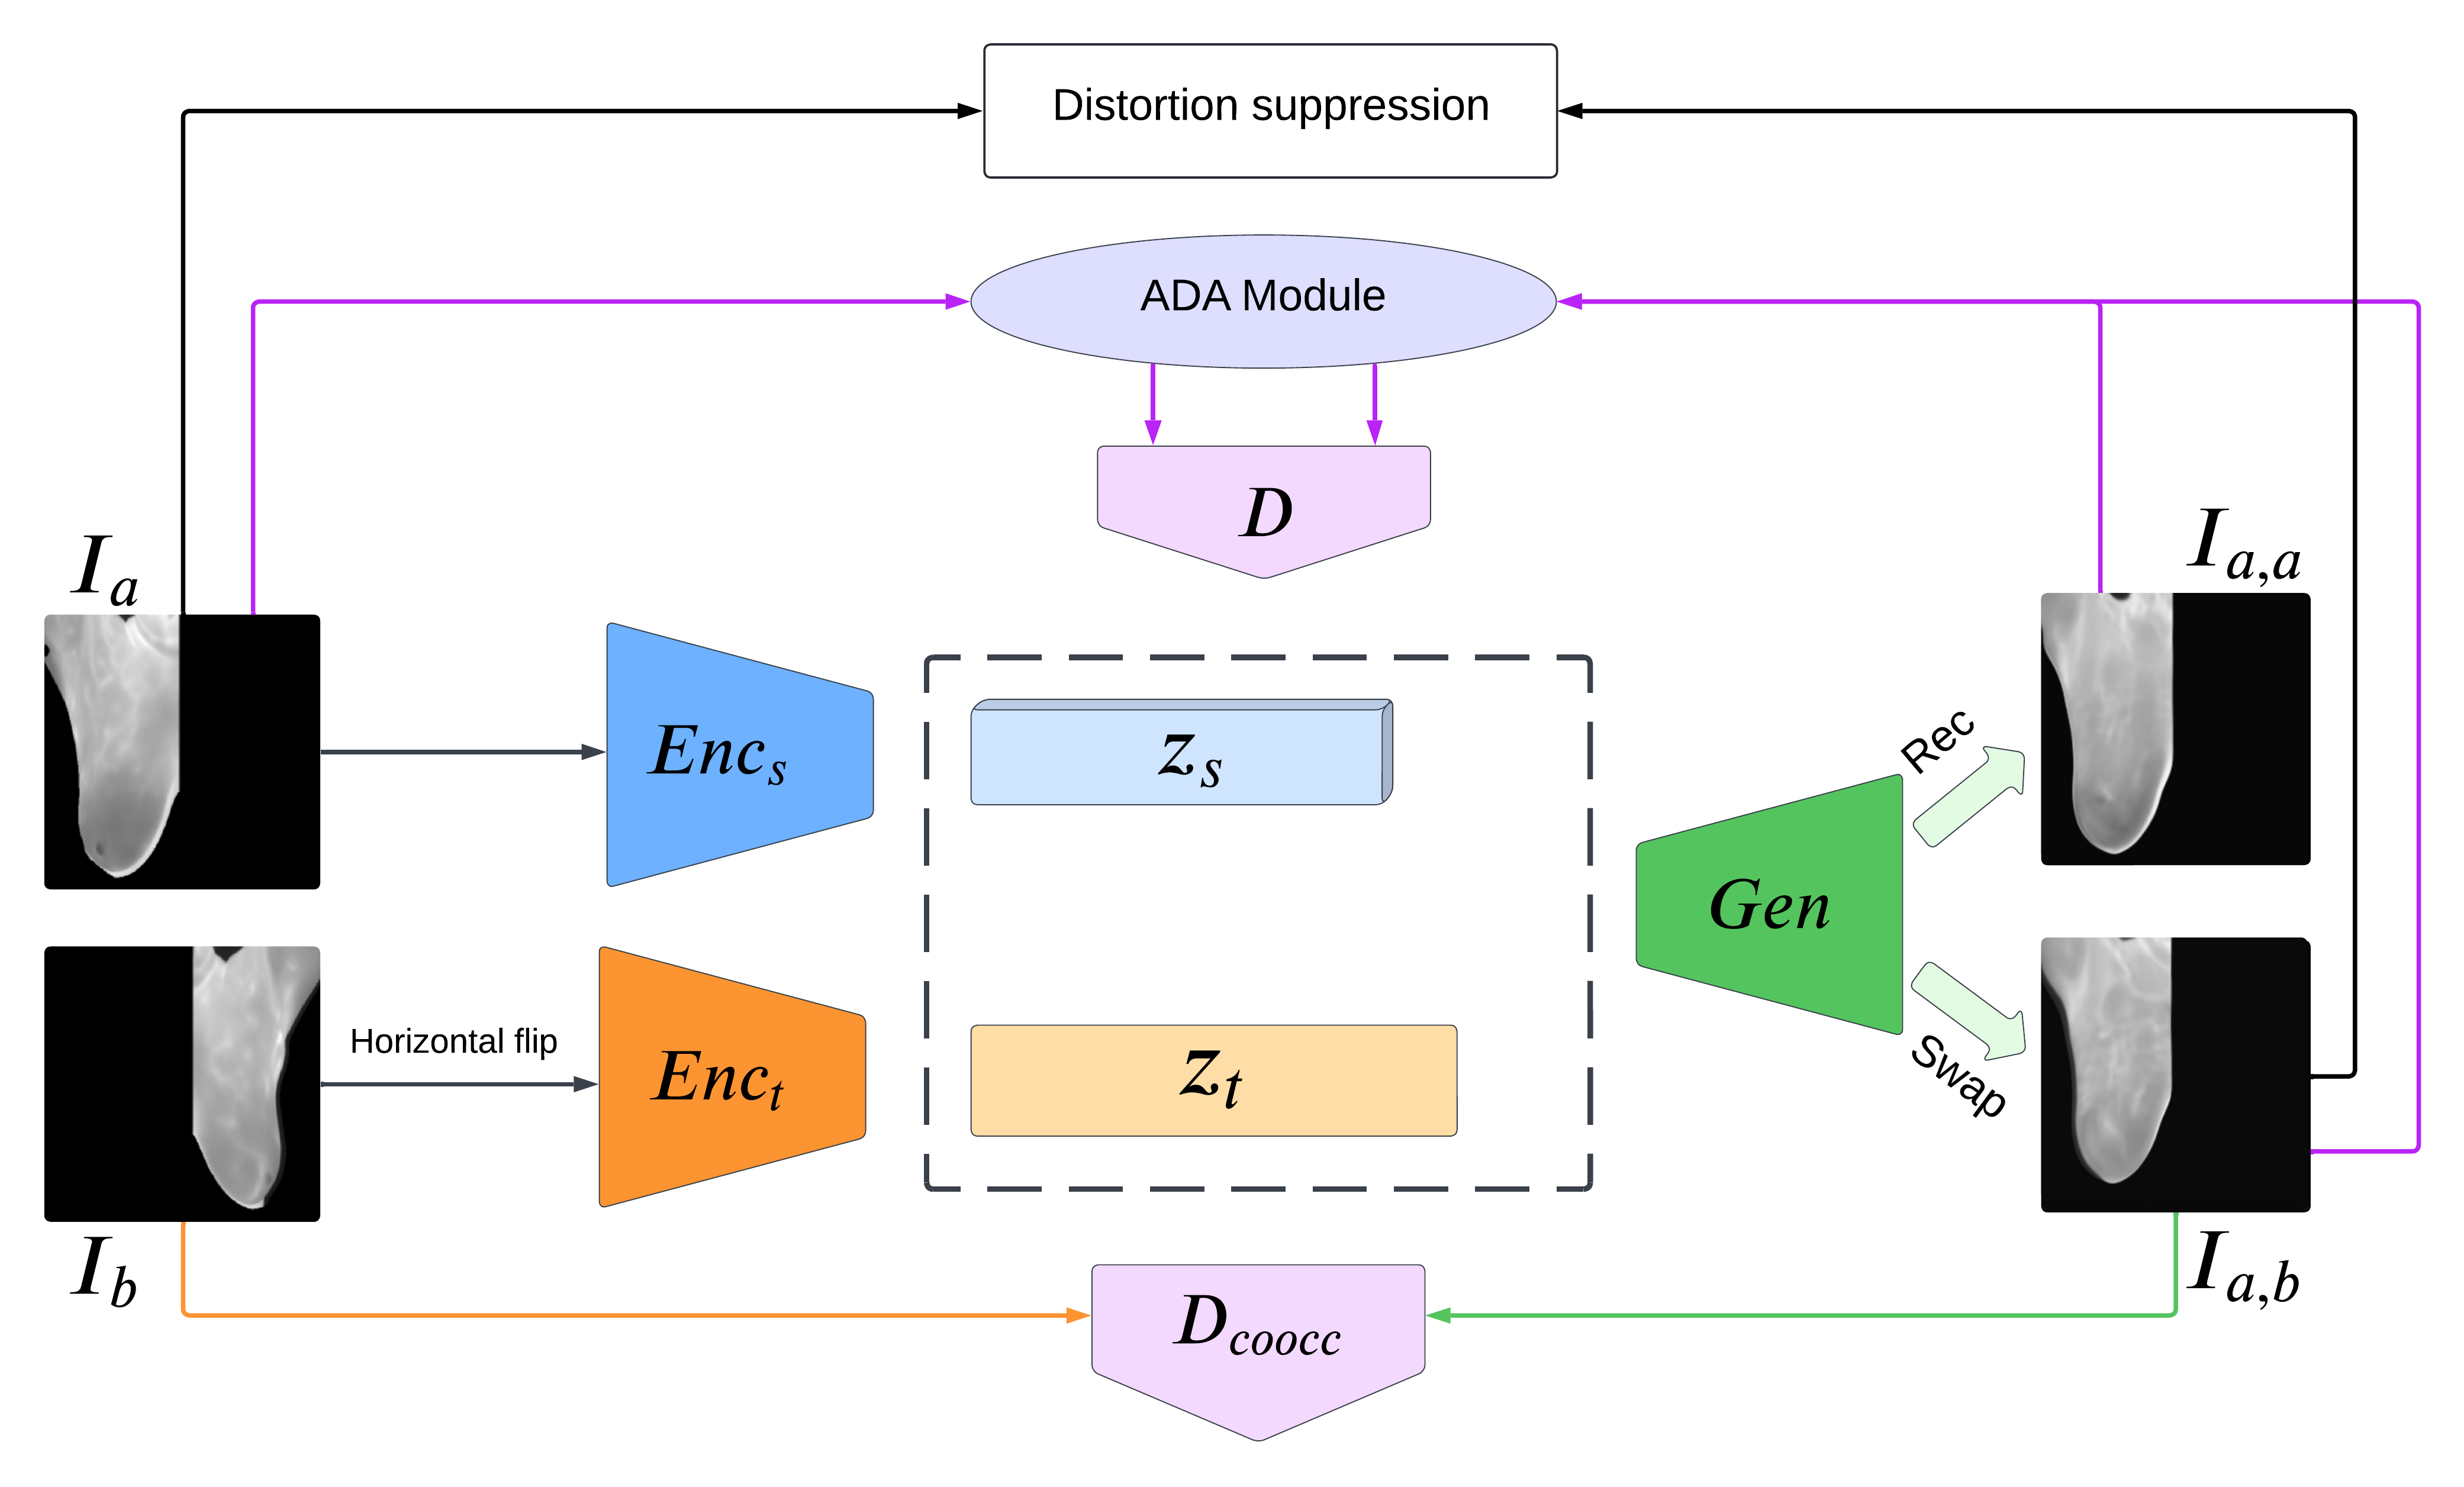 Distortion suppression
ADA Module
D
I_a
I_{a,a}
Enc_s
z_s
Rec
Gen
Horizontal flip
Enc_t
z_t
Swap
I_b
I_{a,b}
D_{coocc}